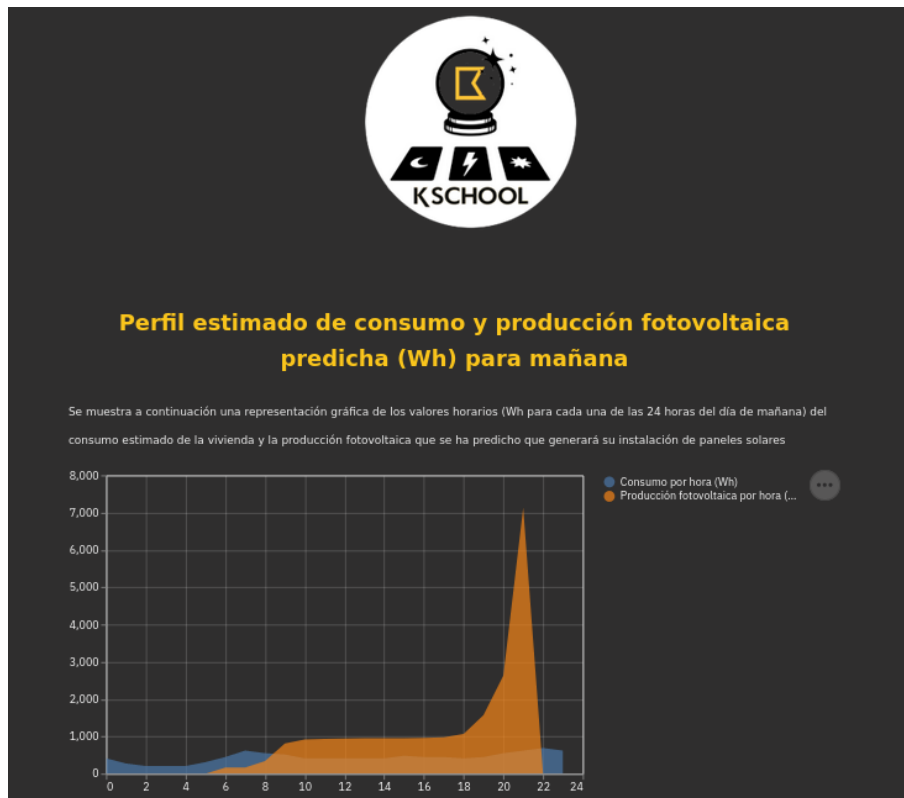 KSCHOOL
Perfil estimado de consumo y producción fotovoltaica
predicha (Wh) para mañana
Se muestra a continuación una representación gráfica de los valores horarios (Wh para cada una de las 24 horas del día de mañana) del
consumo estimado de la vivienda y la producción fotovoltaica que se ha predicho que generará su instalación de paneles solares
8,000
7,000
6,000
5,000
4,000
3,000
2,000
1,000
0
0 2 4 6 8 10 12 14 16 18 20 22 24
Consumo por hora (Wh)
Producción fotovoltaica por hora (...